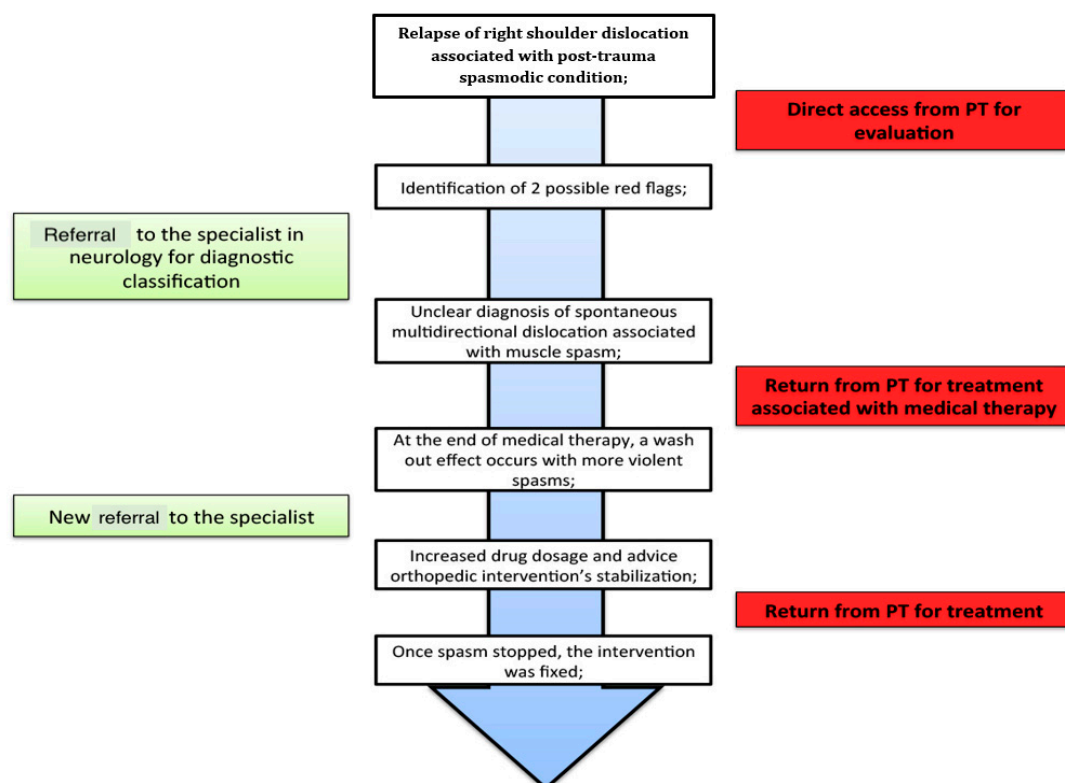 Relapse of right shoulder dislocation
associated with post-trauma
spasmodic condition;
Direct access from PT for
evaluation
Identification of 2 possible red flags;
Referral to the specialist in
neurology for diagnostic
classification
Unclear diagnosis of spontaneous
multidirectional dislocation associated
with muscle spasm;
Return from PT for treatment
associated with medical therapy
At the end of medical therapy, a wash
out effect occurs with more violent
spasms;
New referral to the specialist
Increased drug dosage and advice
orthopedic intervention's stabilization;
Return from PT for treatment
Once spasm stopped, the intervention
was fixed;